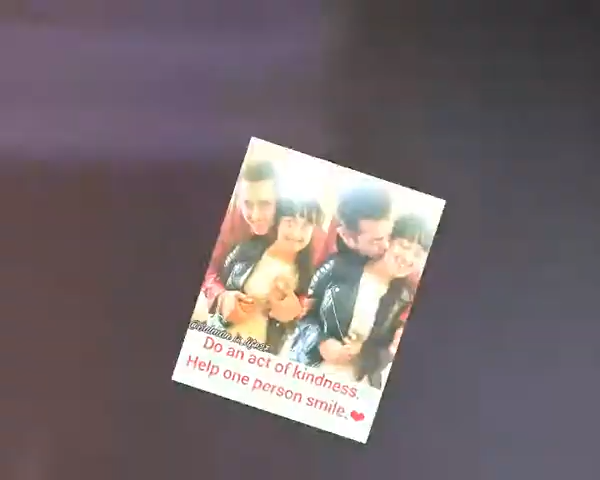 Do an act of kindness.
Help one person smile.❤